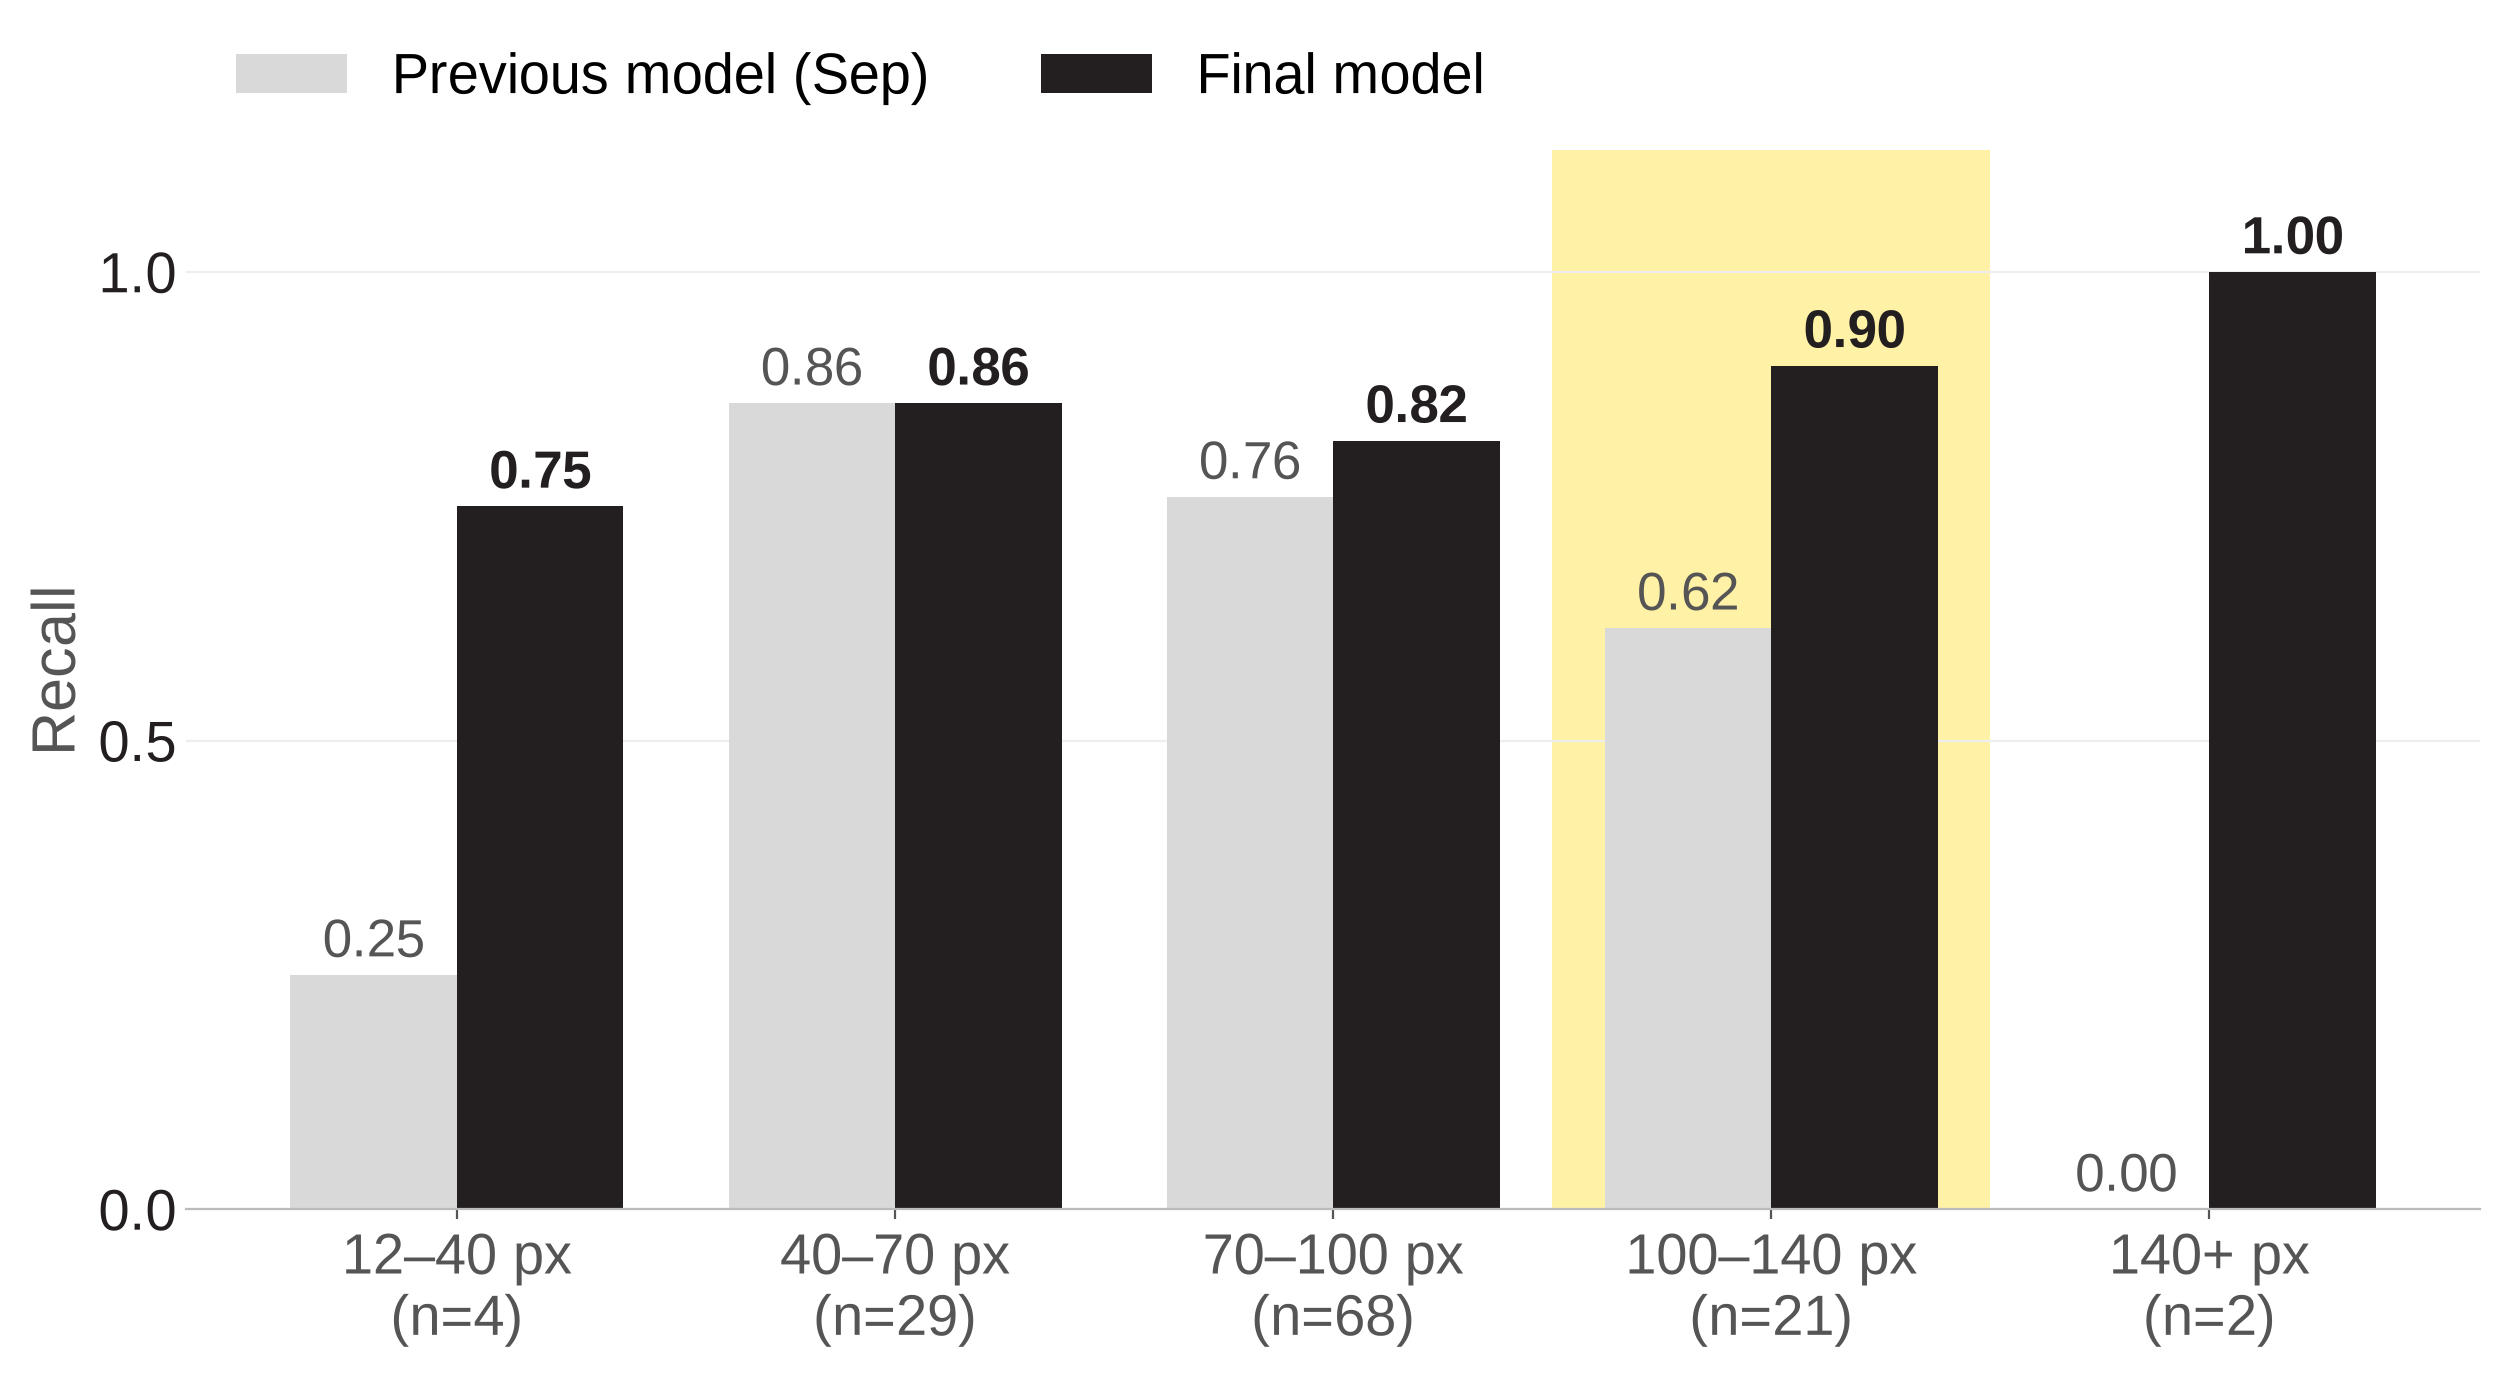 Previous model (Sep)
Final model
Recall
1.0
0.5
0.0
0.25
0.75
0.86
0.86
0.76
0.82
0.62
0.90
0.00
1.00
12–40 px
(n=4)
40–70 px
(n=29)
70–100 px
(n=68)
100–140 px
(n=21)
140+ px
(n=2)